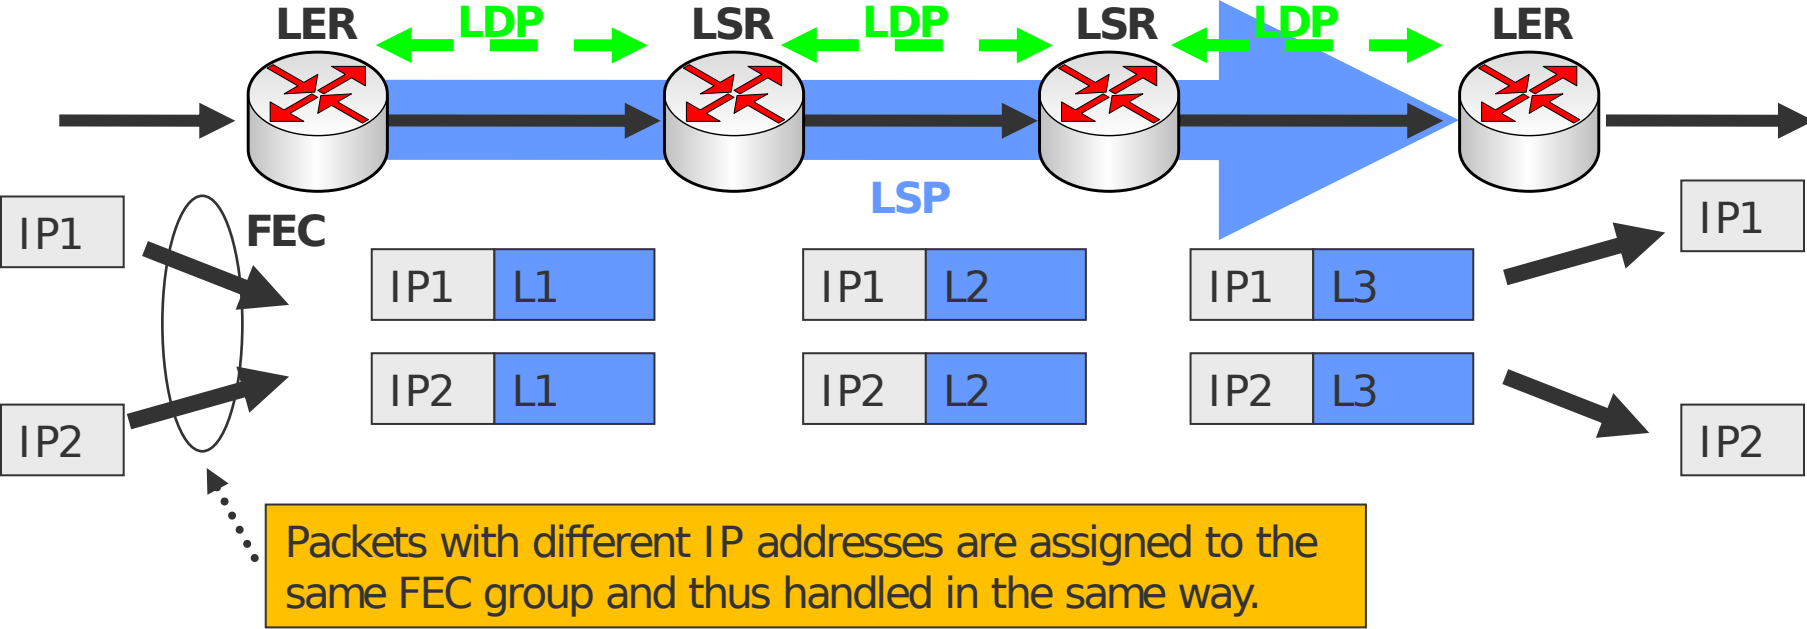 LER LDP LSR LDP LSR LDP LER
LSP
IP1 FEC IP1
IP1 L1 IP1 L2 IP1 L3
IP2 L1 IP2 L2 IP2 L3
IP2 IP2
Packets with different IP addresses are assigned to the
same FEC group and thus handled in the same way.